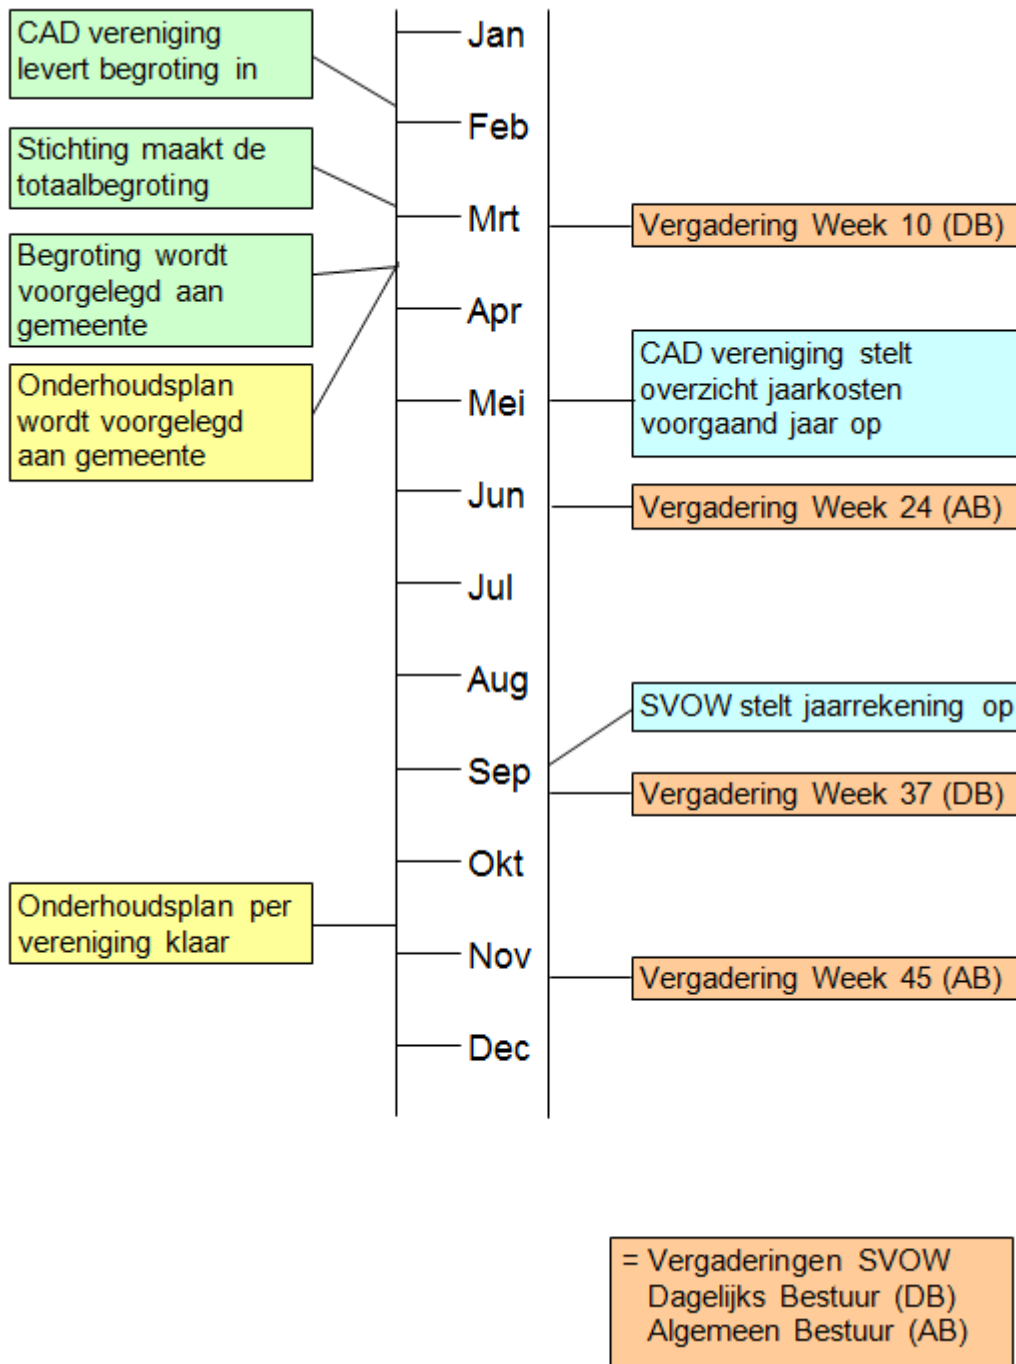 CAD vereniging
levert begroting in
Stichting maakt de
totaalbegroting
Begroting wordt
voorgelegd aan
gemeente
Onderhoudsplan
wordt voorgelegd
aan gemeente
Onderhoudsplan per
vereniging klaar
Jan
Feb
Mrt
Apr
Mei
Jun
Jul
Aug
Sep
Okt
Nov
Dec
Vergadering Week 10 (DB)
CAD vereniging stelt
overzicht jaarkosten
voorgaand jaar op
Vergadering Week 24 (AB)
SVOW stelt jaarrekening op
Vergadering Week 37 (DB)
Vergadering Week 45 (AB)
= Vergaderingen SVOW
Dagelijks Bestuur (DB)
Algemeen Bestuur (AB)